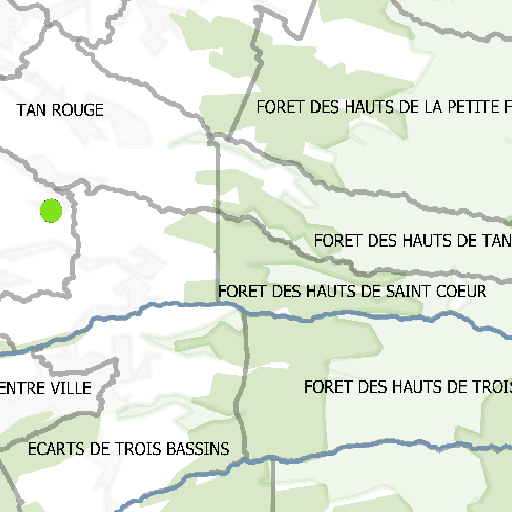 TAN ROUGE
FORET DES HAUTS DE LA PETITE F
FORET DES HAUTS DE TAN
FORET DES HAUTS DE SAINT COEUR
ENTRE VILLE
FORET DES HAUTS DE TROIS
ECARTS DE TROIS BASSINS